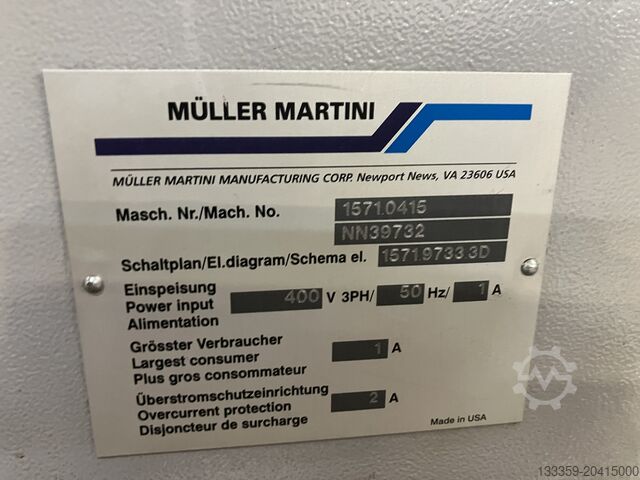 MÜLLER MARTINI
MÜLLER MARTINI MANUFACTURING CORP. Newport News, VA 23606 USA
Masch. Nr./Mach. No. 1571.0415
NN39732
Schaltplan/El.diagram/Schema el. 1571.9733.3D
Einspeisung
Power input 400 V 3PH/ 50 Hz/ 1 A
Alimentation
Grösster Verbraucher
Largest consumer 1 A
Plus gros consommateur
Überstromschutzeinrichtung
Overcurrent protection 2 A
Disjoncteur de surcharge
Made in USA
133359-20415000